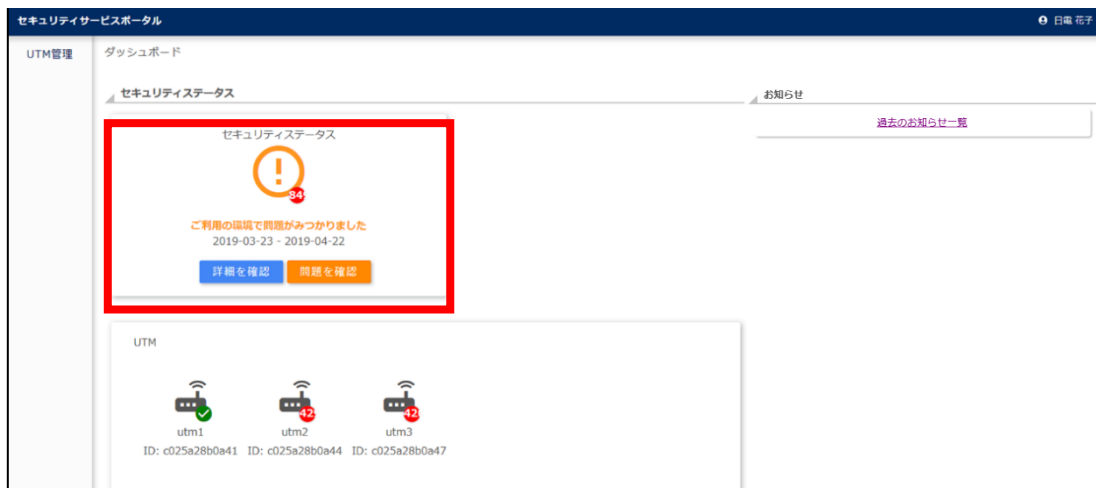 セキュリティサービスポータル
日電 花子
UTM管理
ダッシュボード
セキュリティステータス
お知らせ
過去のお知らせ一覧
セキュリティステータス
84
ご利用の環境で問題がみつかりました
2019-03-23 - 2019-04-22
詳細を確認 問題を確認
UTM
42 42
utm1 utm2 utm3
ID: c025a28b0a41 ID: c025a28b0a44 ID: c025a28b0a47